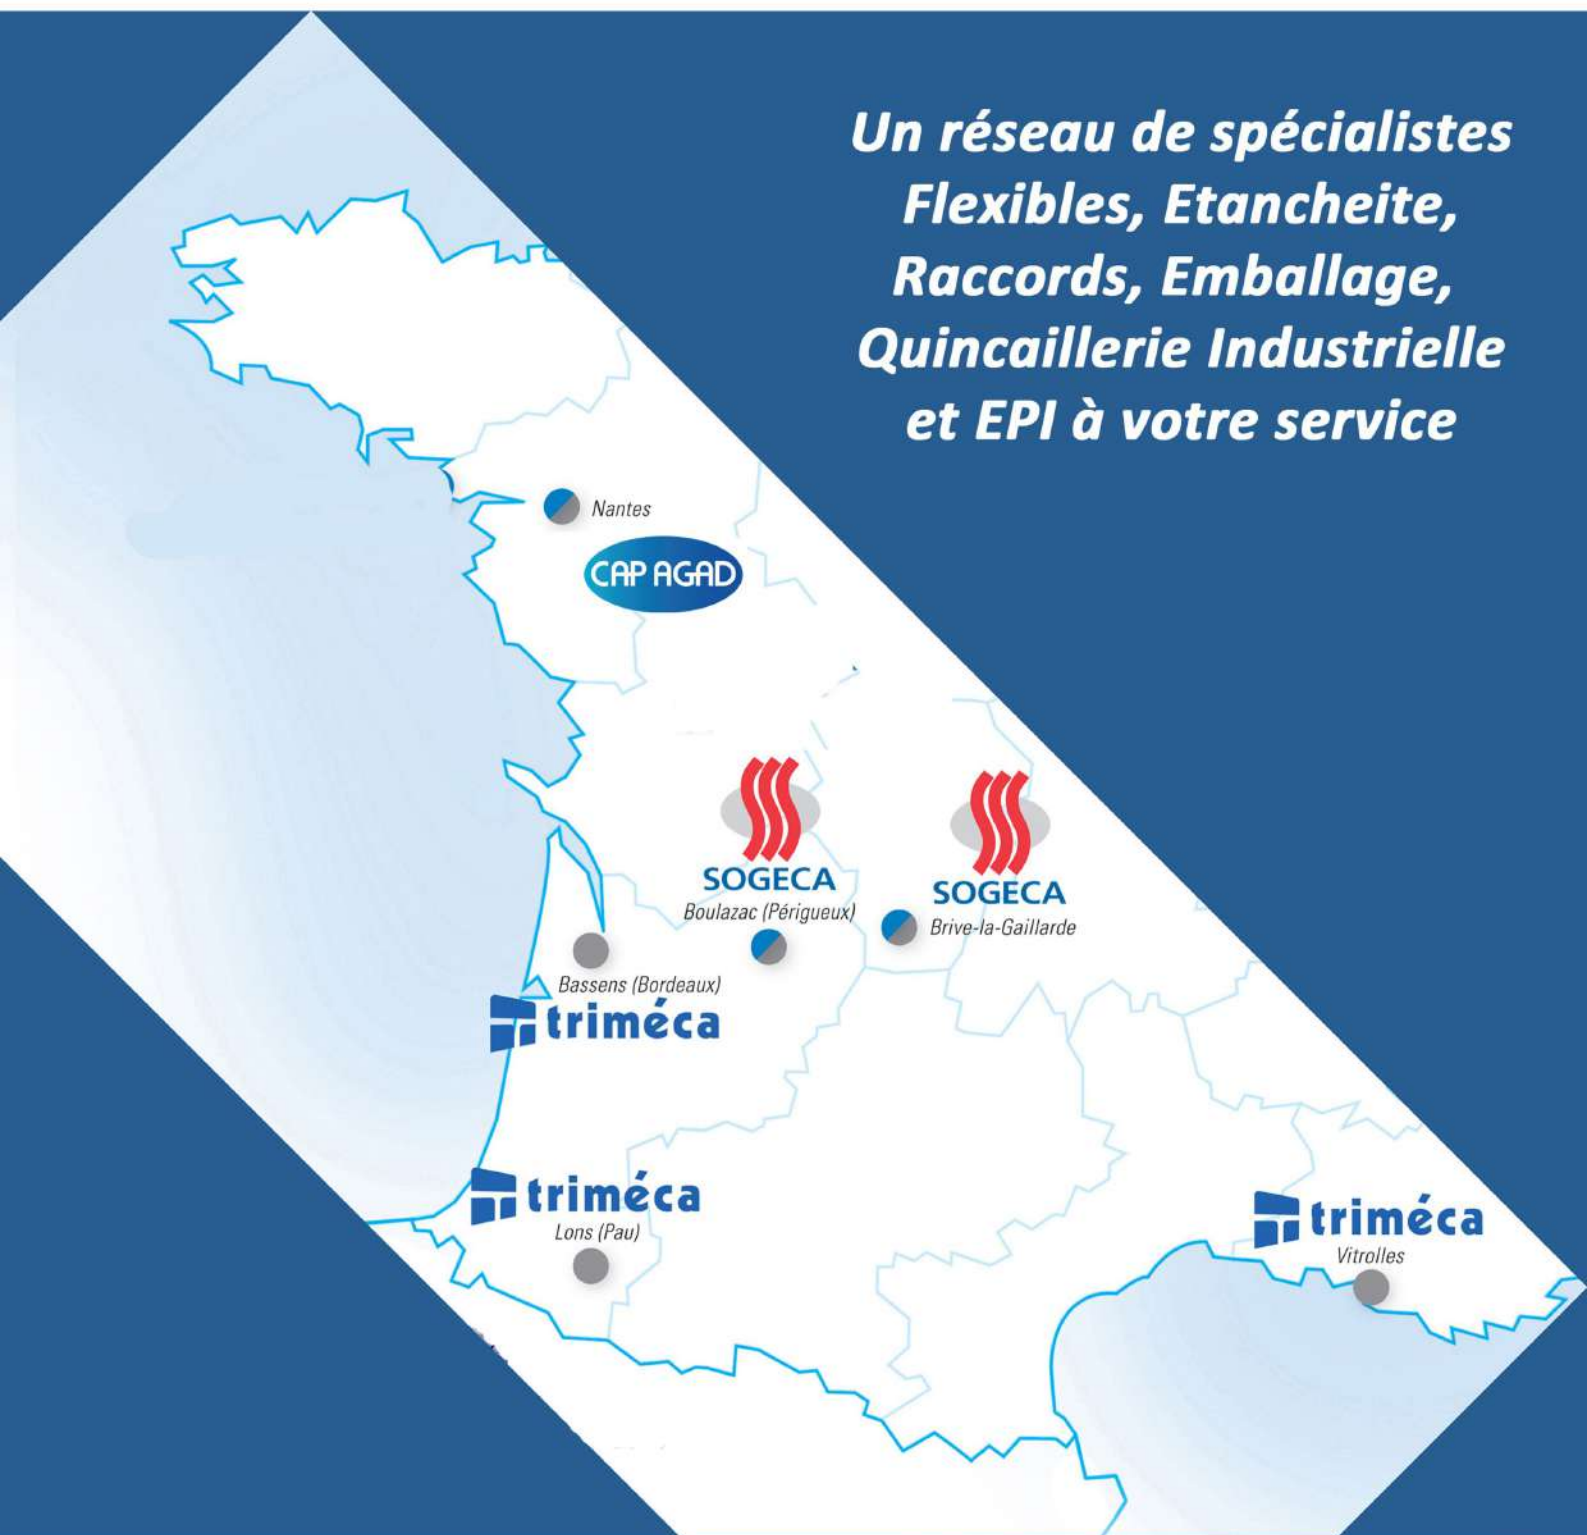 Un réseau de spécialistes
Flexibles, Etancheite,
Raccords, Emballage,
Quincaillerie Industrielle
et EPI à votre service
Nantes
CAP AGAD
SOGECA
Boulazac (Périgueux)
SOGECA
Brive-la-Gaillarde
Bassens (Bordeaux)
triméca
triméca
Lons (Pau)
triméca
Vitrolles